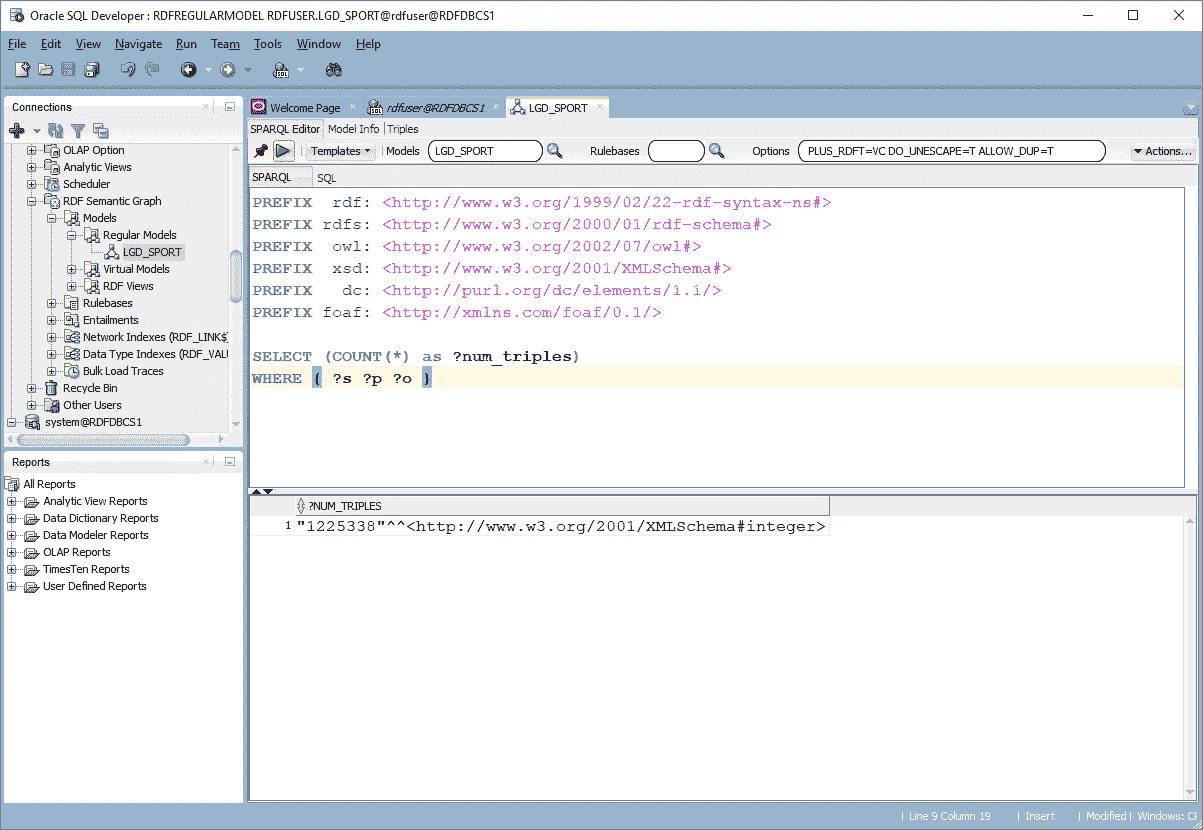 Oracle SQL Developer : RDFREGULARMODEL RDFUSER.LGD_SPORT@rdfuser@RDFDBCS1
File Edit View Navigate Run Team Tools Window Help
Connections
OLAP Option
Analytic Views
Scheduler
RDF Semantic Graph
Models
Regular Models
LGD_SPORT
Virtual Models
RDF Views
Rulebases
Entailments
Network Indexes (RDF_LINK$)
Data Type Indexes (RDF_VALU
Bulk Load Traces
Recycle Bin
Other Users
system@RDFDBCS1
Reports
All Reports
Analytic View Reports
Data Dictionary Reports
Data Modeler Reports
OLAP Reports
TimesTen Reports
User Defined Reports
Welcome Page rdfuser@RDFDBCS1 LGD_SPORT
SPARQL Editor Model Info Triples
Templates Models LGD_SPORT Rulebases Options PLUS_RDFT=VC DO_UNESCAPE=T ALLOW_DUP=T Actions...
SPARQL SQL
PREFIX rdf: <http://www.w3.org/1999/02/22-rdf-syntax-ns#>
PREFIX rdfs: <http://www.w3.org/2000/01/rdf-schema#>
PREFIX owl: <http://www.w3.org/2002/07/owl#>
PREFIX xsd: <http://www.w3.org/2001/XMLSchema#>
PREFIX dc: <http://purl.org/dc/elements/1.1/>
PREFIX foaf: <http://xmlns.com/foaf/0.1/>
SELECT (COUNT(*) as ?num_triples)
WHERE { ?s ?p ?o }
?NUM_TRIPLES
1 "1225338"^^<http://www.w3.org/2001/XMLSchema#integer>
| Line 9 Column 19 | Insert | Modified | Windows: C